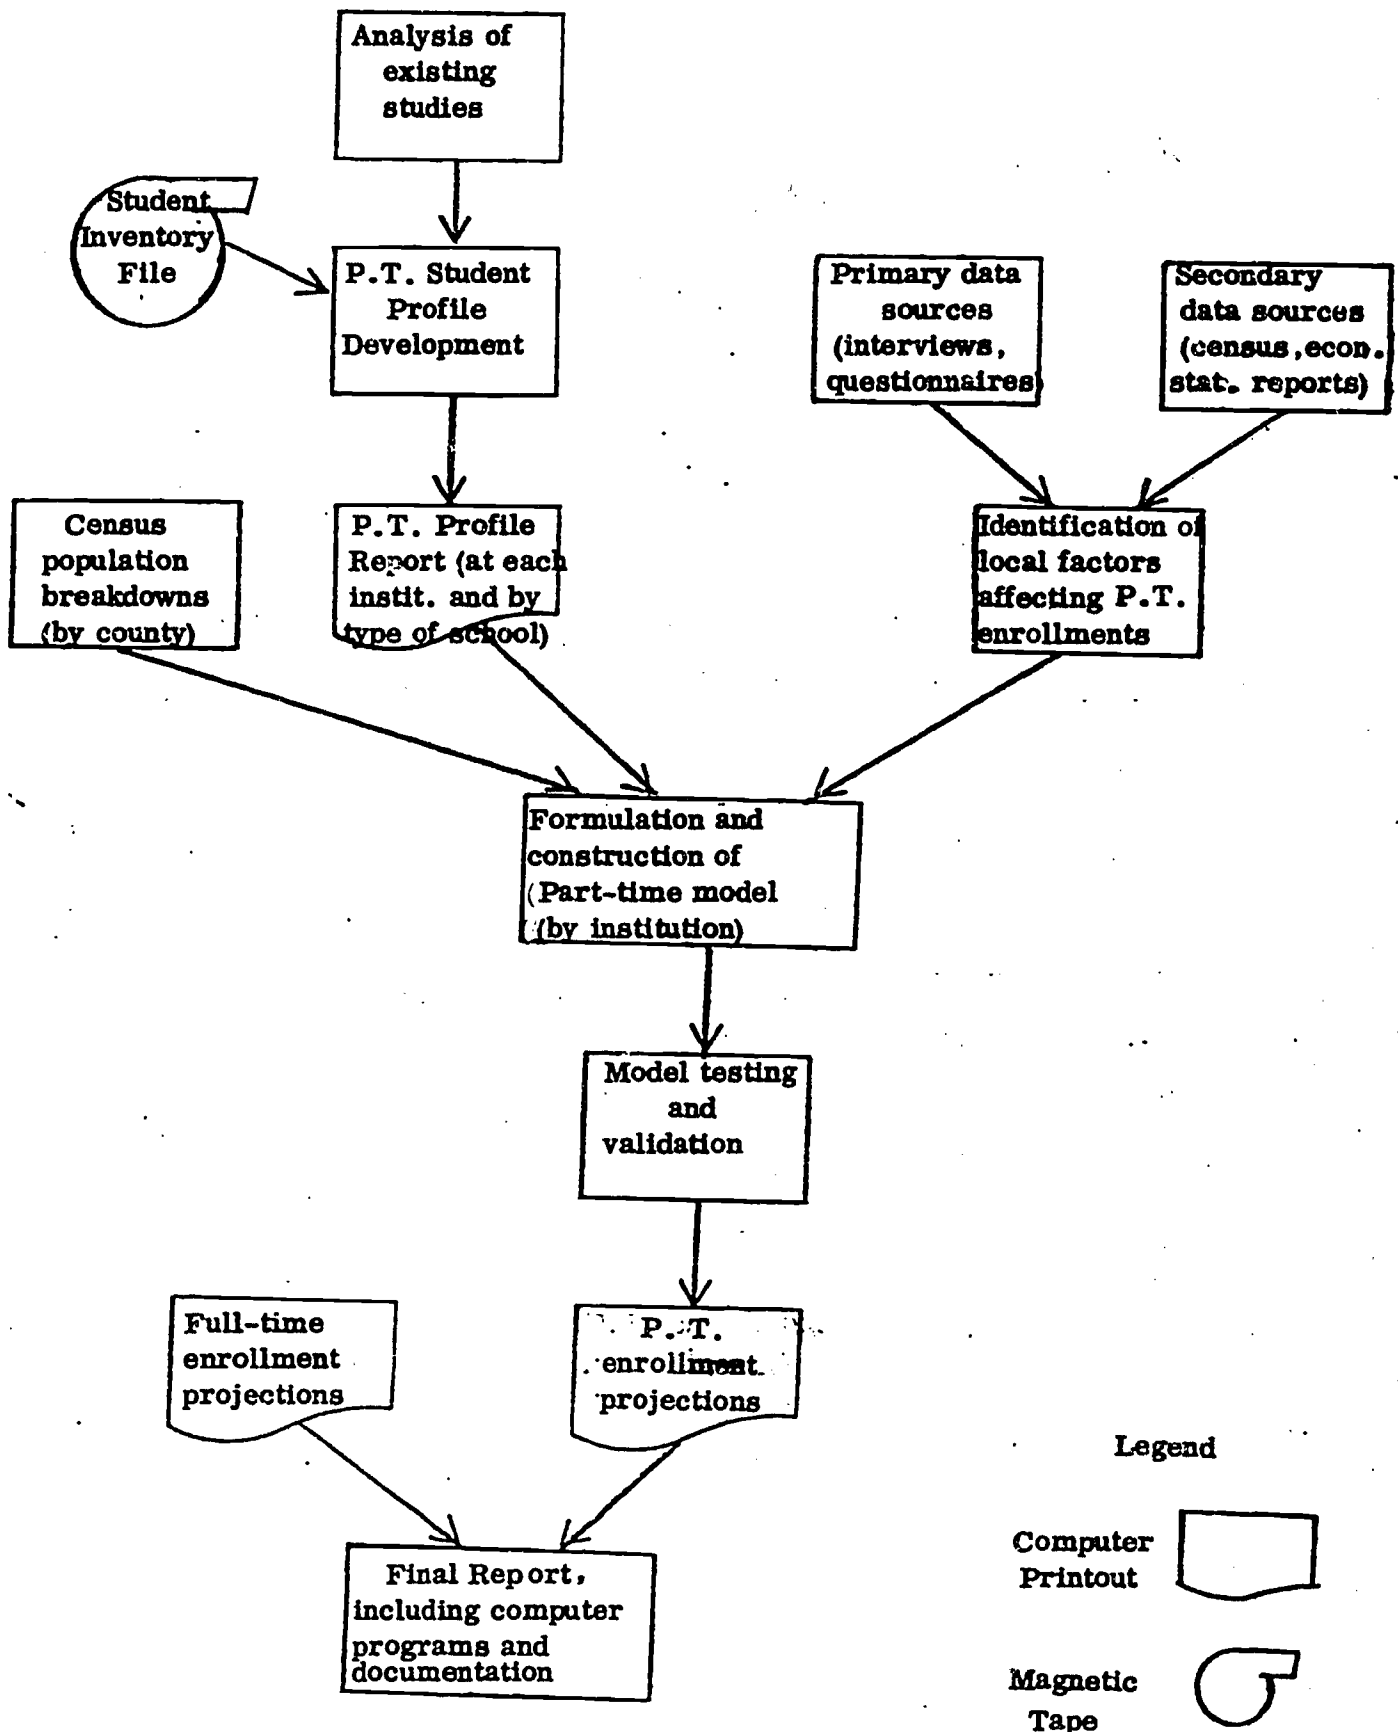 Analysis of
existing
studies
Student
Inventory
File
P.T. Student
Profile
Development
Primary data
sources
(interviews,
questionnaires)
Secondary
data sources
(census, econ.
stat. reports)
Census
population
breakdowns
(by county)
P.T. Profile
Report (at each
instit. and by
type of school)
Identification of
local factors
affecting P.T.
enrollments
Formulation and
construction of
(Part-time model
(by institution)
Model testing
and
validation
Full-time
enrollment
projections
P.T.
enrollment
projections
Final Report,
including computer
programs and
documentation
Legend
Computer
Printout
Magnetic
Tape